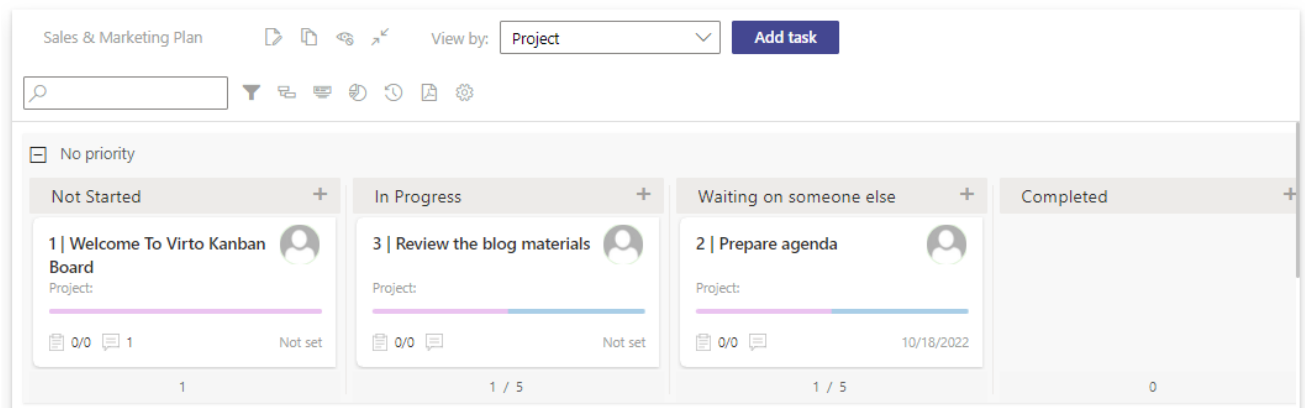 Sales & Marketing Plan View by: Project Add task
No priority
Not Started + In Progress + Waiting on someone else + Completed +
1 | Welcome To Virto Kanban
Board
Project:
0/0 1 Not set
3 | Review the blog materials
Project:
0/0 Not set
2 | Prepare agenda
Project:
0/0 10/18/2022
1 1 / 5 1 / 5 0